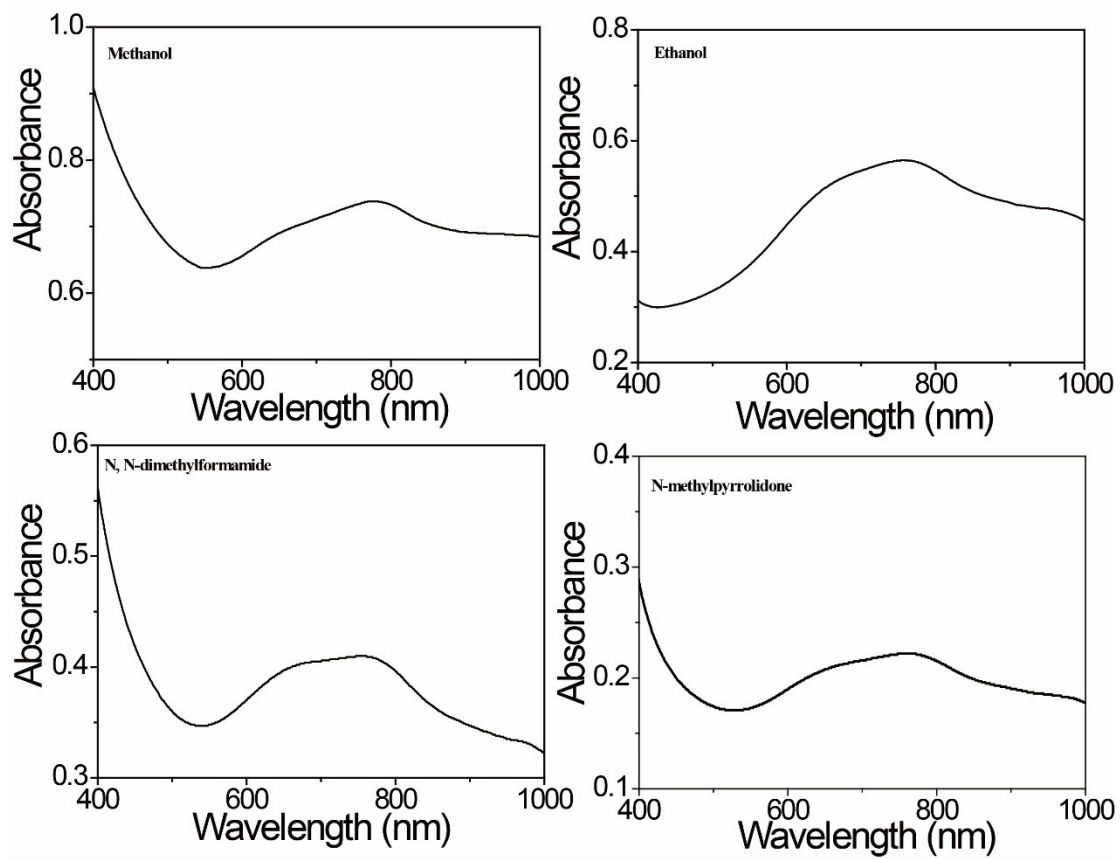 Methanol
Absorbance
1.0
0.8
0.6
400 600 800 1000
Wavelength (nm)
Ethanol
Absorbance
0.8
0.6
0.4
0.2
400 600 800 1000
Wavelength (nm)
N, N-dimethylformamide
Absorbance
0.6
0.5
0.4
0.3
400 600 800 1000
Wavelength (nm)
N-methylpyrrolidone
Absorbance
0.4
0.3
0.2
0.1
400 600 800 1000
Wavelength (nm)